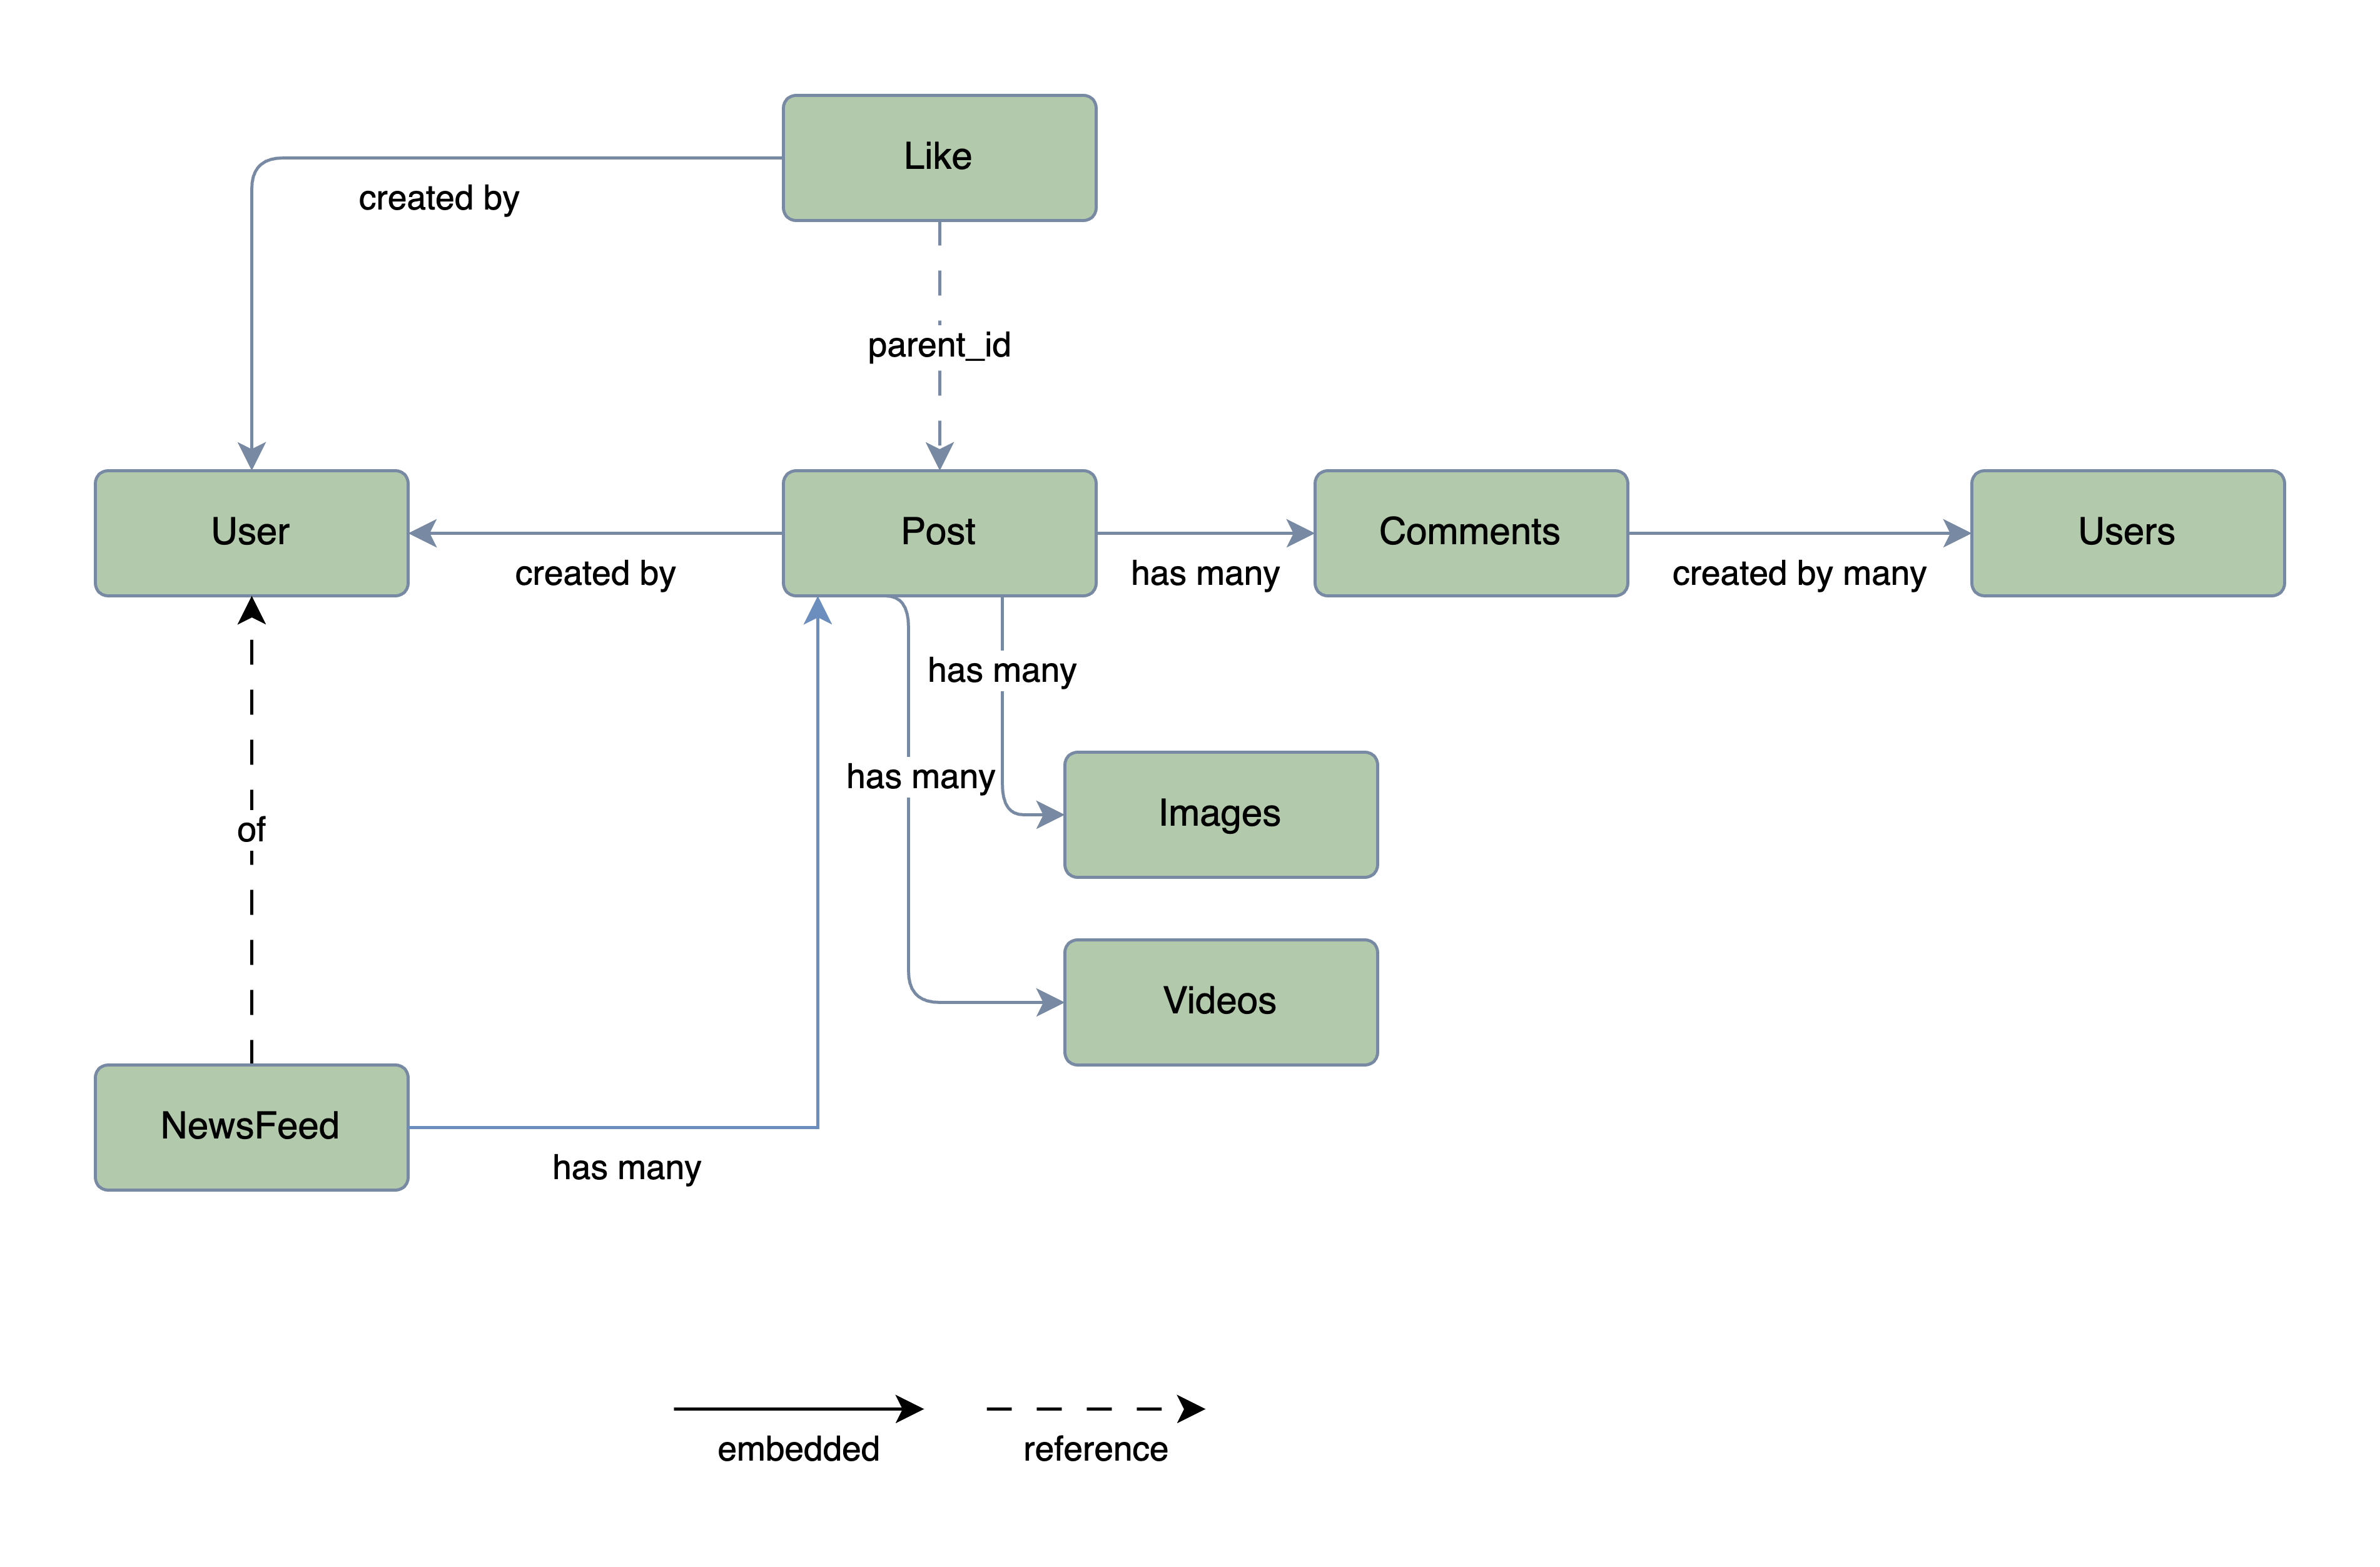 Like
created by
parent_id
User
Post
Comments
Users
created by
has many
created by many
has many
has many
Images
of
Videos
NewsFeed
has many
embedded
reference